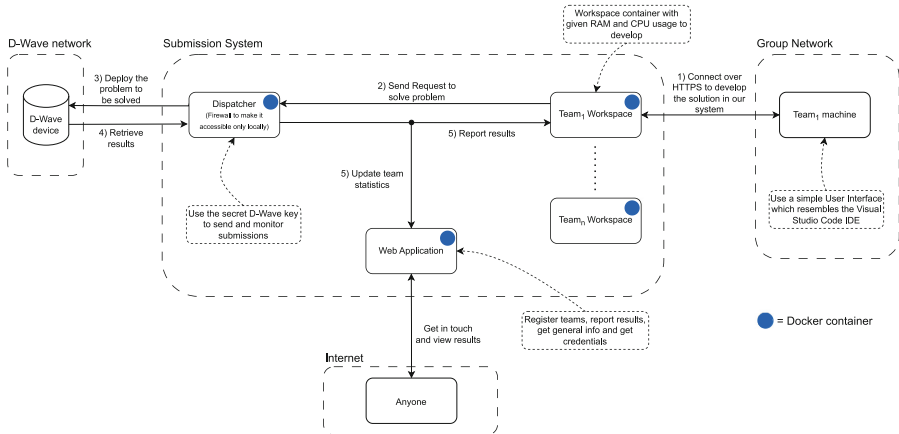 Workspace container with
given RAM and CPU usage to
develop
D-Wave network
Submission System
Group Network
3) Deploy the
problem to
be solved
2) Send Request to
solve problem
1) Connect over
HTTPS to develop
the solution in our
system
D-Wave
device
Dispatcher
(Firewall to make it
accessible only locally)
Team1 Workspace
Team1 machine
4) Retrieve
results
5) Report results
5) Update team
statistics
Use the secret D-Wave key
to send and monitor
submissions
Teamn Workspace
Use a simple User Interface
which resembles the Visual
Studio Code IDE
Web Application
Register teams, report results,
get general info and get
credentials
= Docker container
Get in touch
and view results
Internet
Anyone